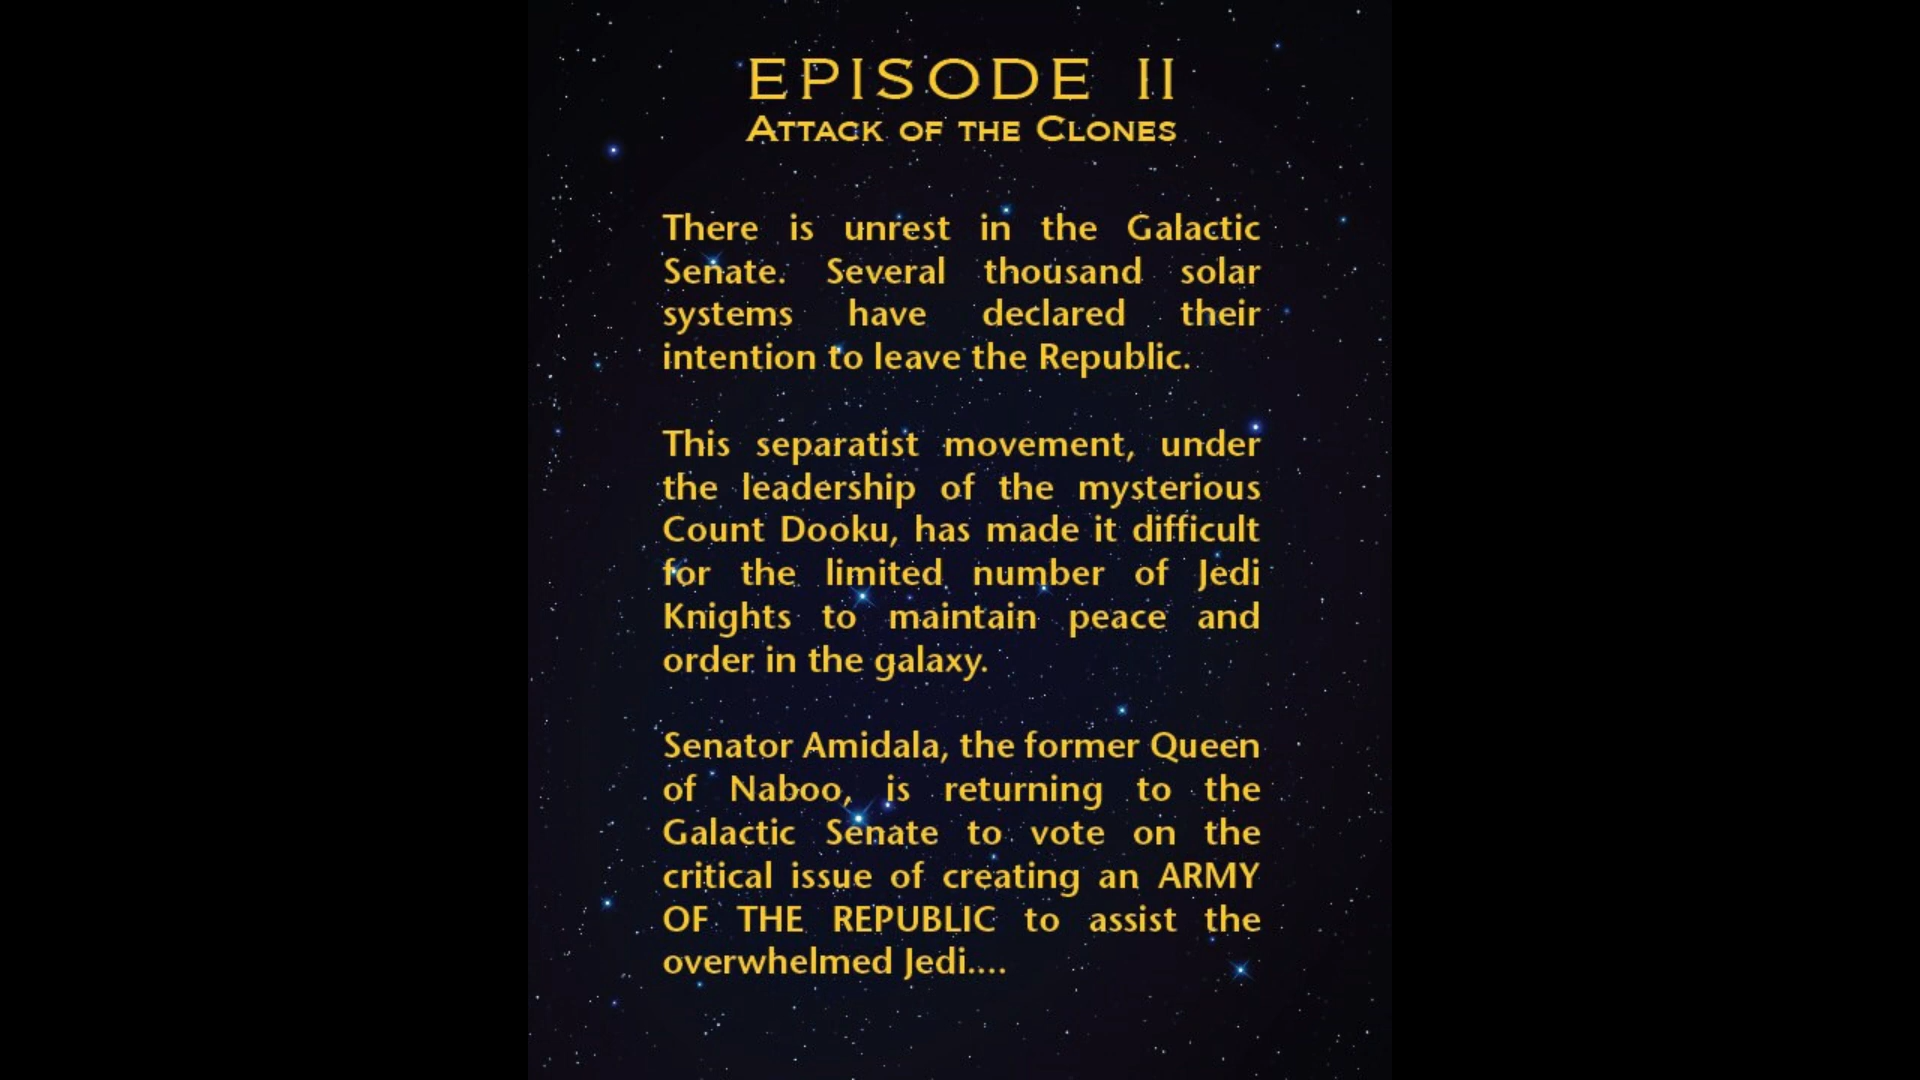 EPISODE II
ATTACK OF THE CLONES
There is unrest in the Galactic
Senate. Several thousand solar
systems have declared their
intention to leave the Republic.
This separatist movement, under
the leadership of the mysterious
Count Dooku, has made it difficult
for the limited number of Jedi
Knights to maintain peace and
order in the galaxy.
Senator Amidala, the former Queen
of Naboo, is returning to the
Galactic Senate to vote on the
critical issue of creating an ARMY
OF THE REPUBLIC to assist the
overwhelmed Jedi....